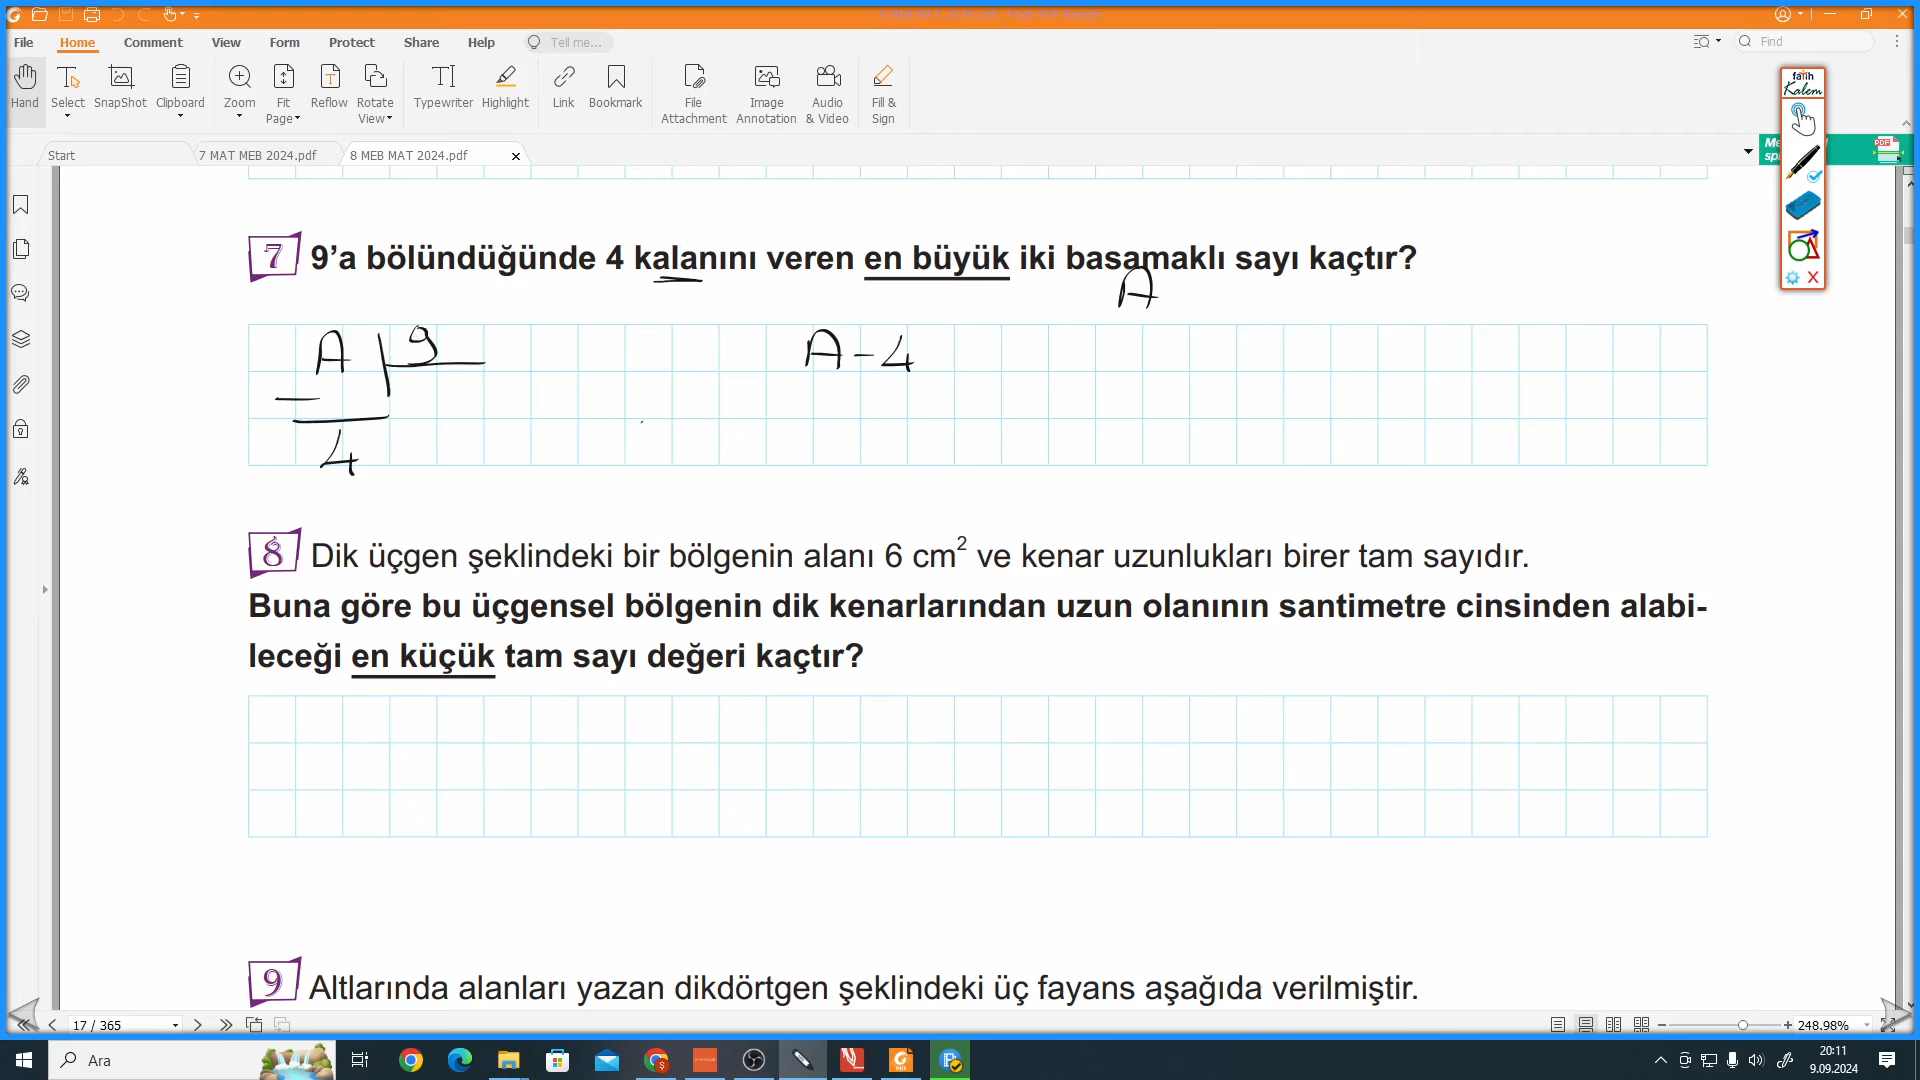 File Home Comment View Form Protect Share Help Tell me... Find
Hand Select SnapShot Clipboard Zoom Fit Page Reflow Rotate View Typewriter Highlight Link Bookmark File Attachment Image Annotation Audio & Video Fill & Sign
fatih
Kalem
Start 7 MAT MEB 2024.pdf 8 MEB MAT 2024.pdf
7 9'a bölündüğünde 4 kalanını veren en büyük iki basamaklı sayı kaçtır?
A
A 9 A - 4
4
8 Dik üçgen şeklindeki bir bölgenin alanı 6 cm² ve kenar uzunlukları birer tam sayıdır.
Buna göre bu üçgensel bölgenin dik kenarlarından uzun olanının santimetre cinsinden alabi-
leceği en küçük tam sayı değeri kaçtır?
9 Altlarında alanları yazan dikdörtgen şeklindeki üç fayans aşağıda verilmiştir.
17 / 365 248.98%
Ara 20:11
9.09.2024